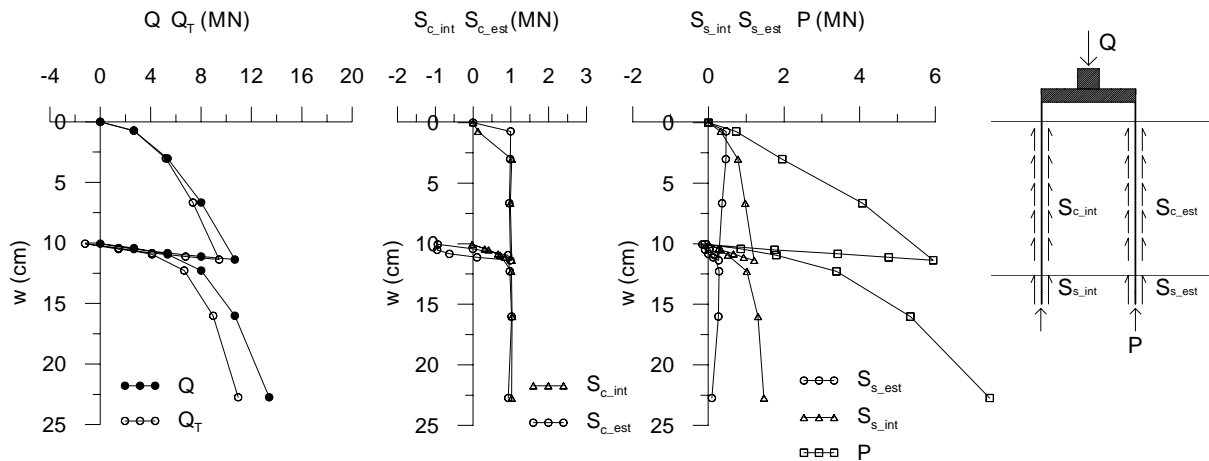 Q Q_T (MN)
-4 0 4 8 12 16 20
0
5
10
15
20
25
w (cm)
Q
Q_T
S_c_int S_c_est (MN)
-2 -1 0 1 2 3
0
5
10
15
20
25
S_c_int
S_c_est
S_s_int S_s_est P (MN)
-2 0 2 4 6
0
5
10
15
20
25
w (cm)
S_s_est
S_s_int
P
Q
S_c_int
S_c_est
S_s_int
S_s_est
P